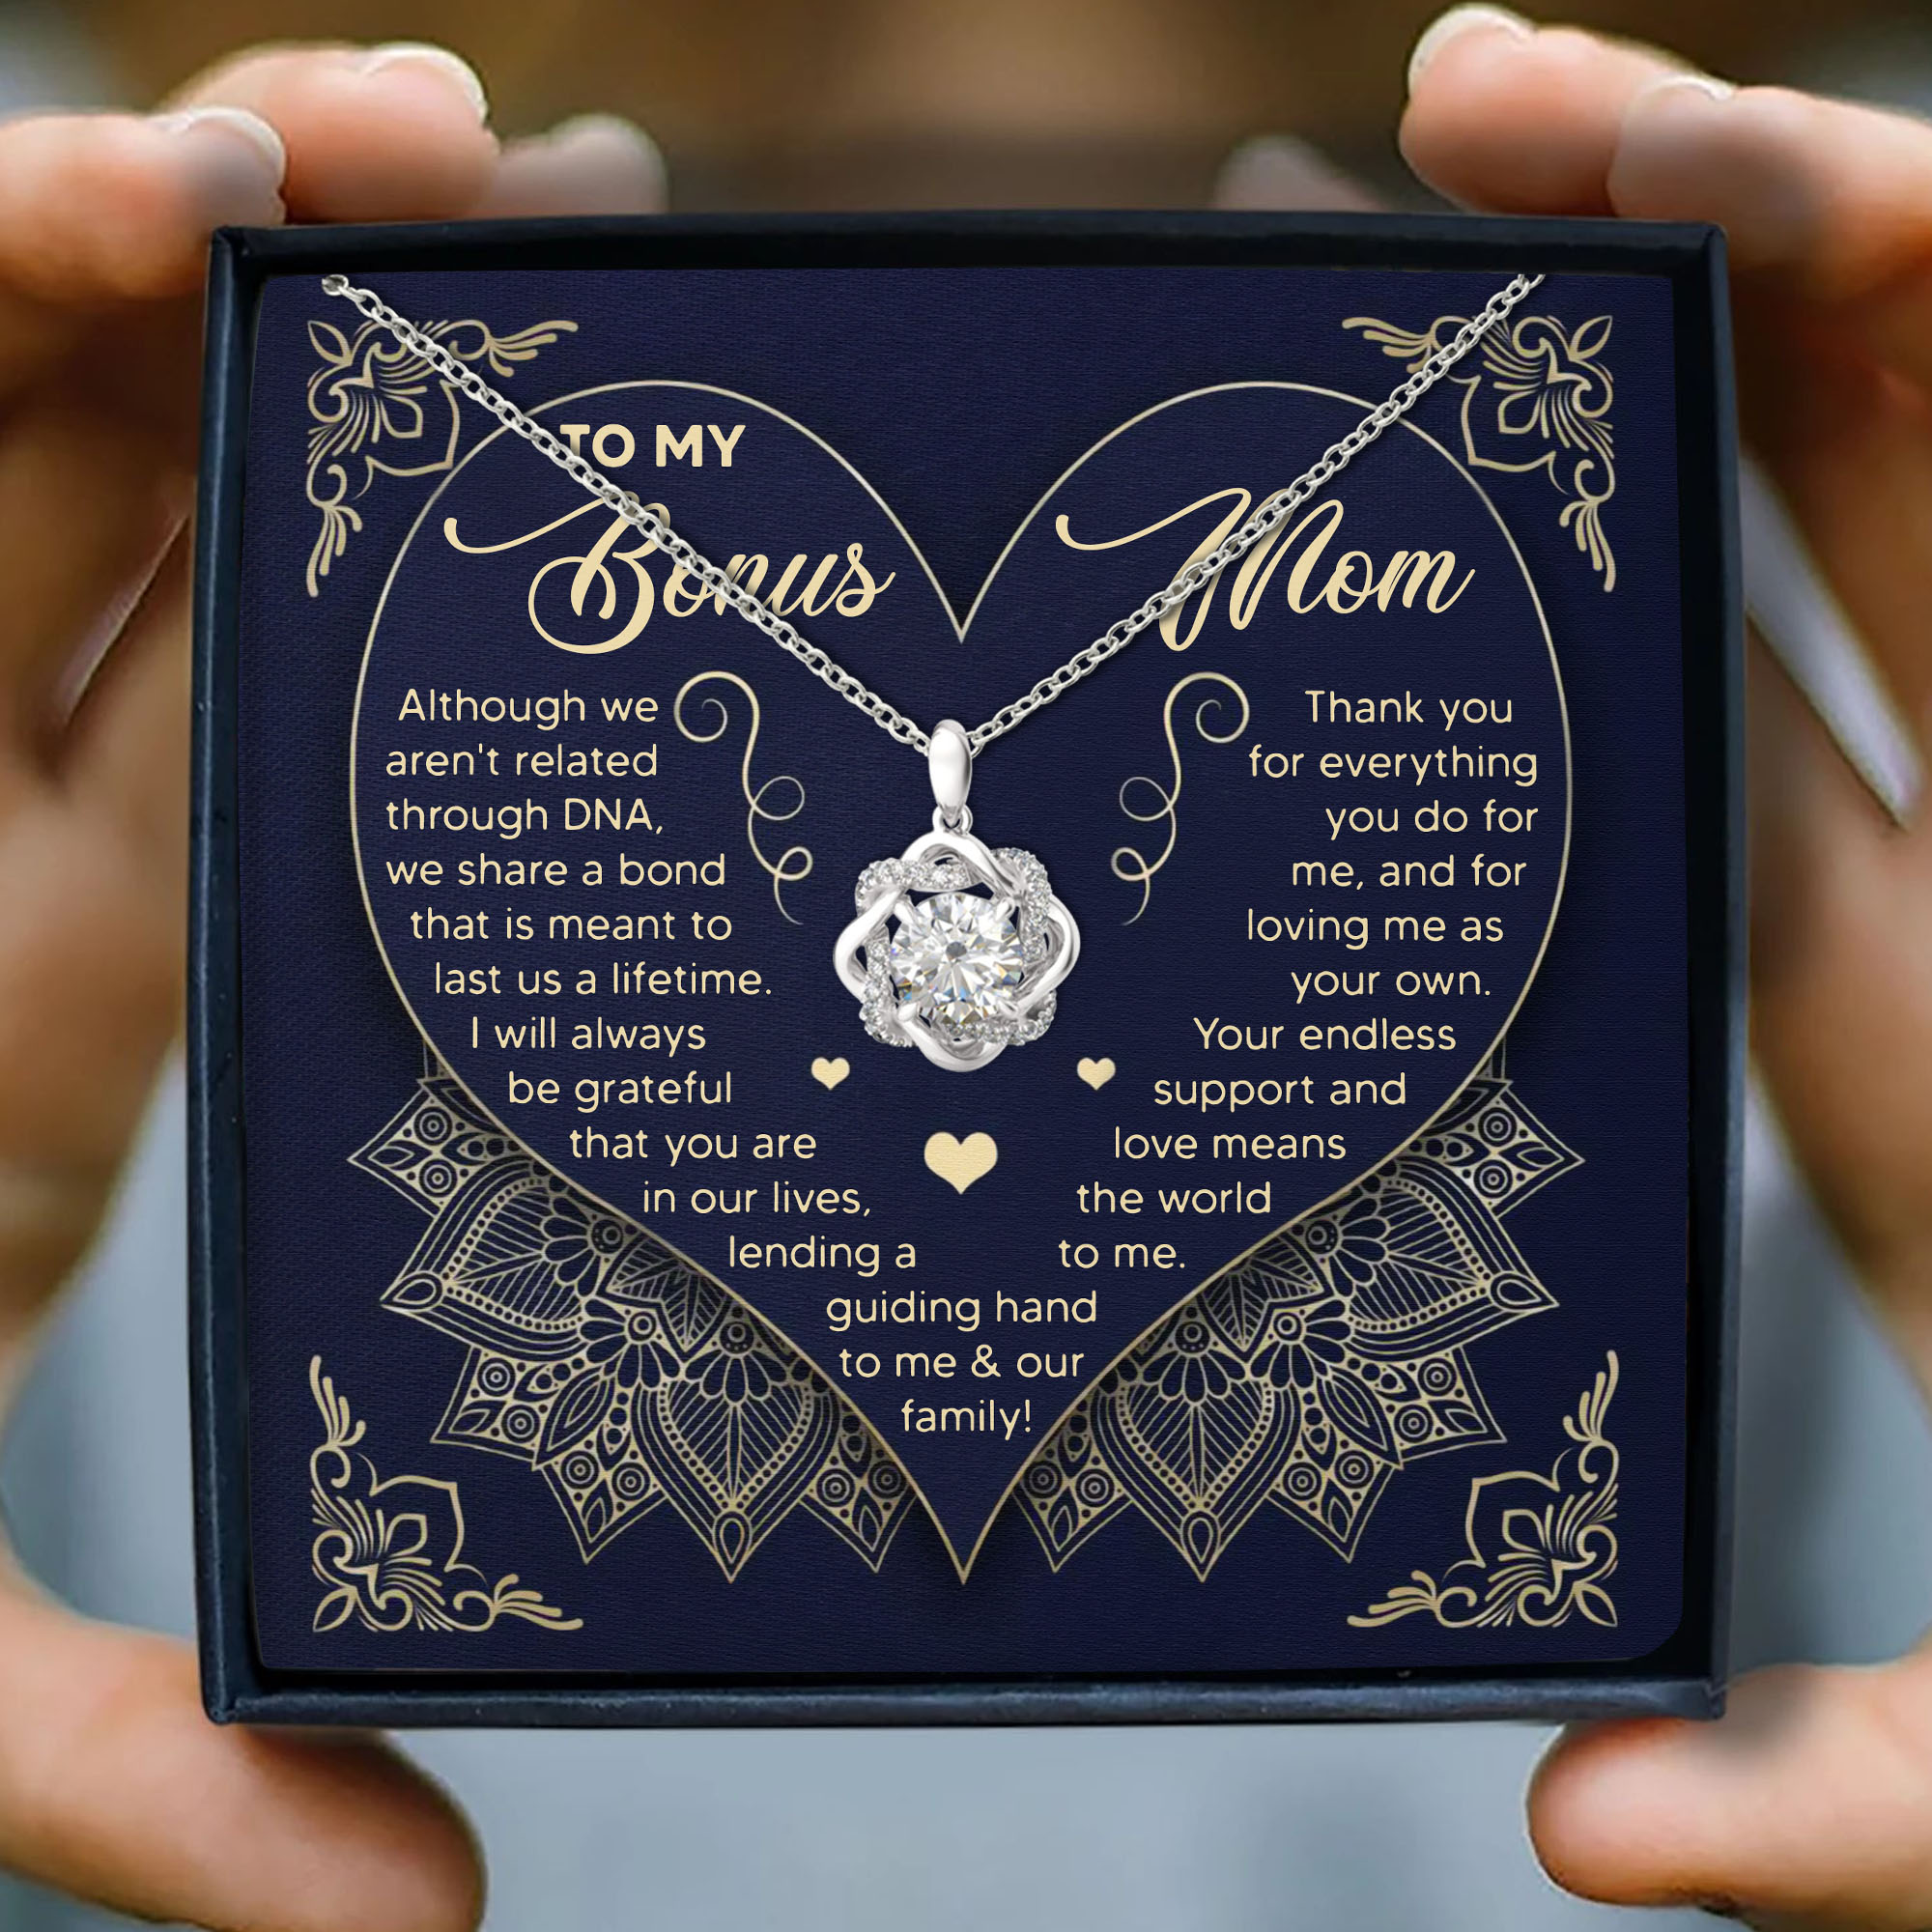 TO MY
Bonus Mom
Although we
aren't related
through DNA,
we share a bond
that is meant to
last us a lifetime.
I will always
be grateful
that you are
in our lives,
lending a
guiding hand
to me & our
family!
Thank you
for everything
you do for
me, and for
loving me as
your own.
Your endless
support and
love means
the world
to me.